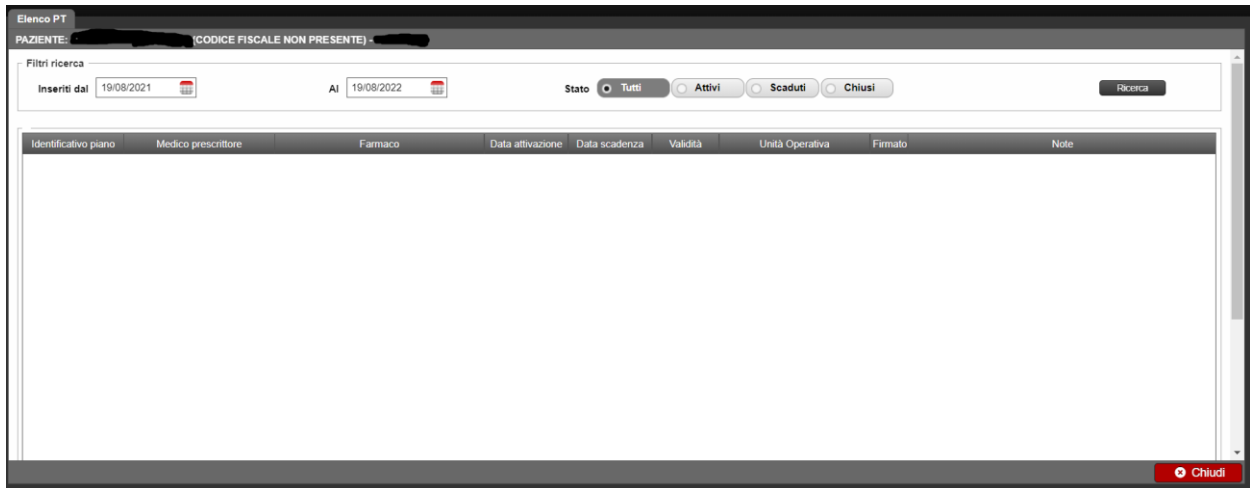 Elenco PT
PAZIENTE: (CODICE FISCALE NON PRESENTE) -
Filtri ricerca
Inseriti dal 19/08/2021 Al 19/08/2022 Stato Tutti Attivi Scaduti Chiusi Ricerca
Identificativo piano Medico prescrittore Farmaco Data attivazione Data scadenza Validità Unità Operativa Firmato Note
Chiudi